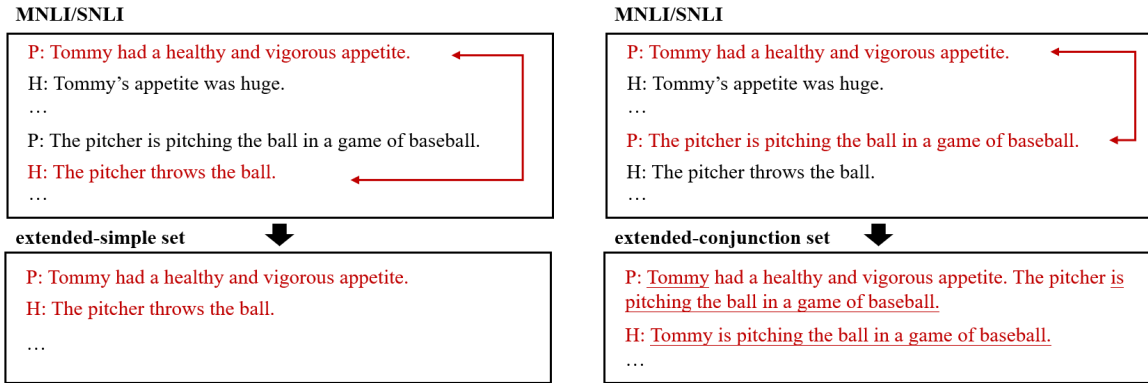 MNLI/SNLI
P: Tommy had a healthy and vigorous appetite.
H: Tommy’s appetite was huge.
…
P: The pitcher is pitching the ball in a game of baseball.
H: The pitcher throws the ball.
…
extended-simple set
P: Tommy had a healthy and vigorous appetite.
H: The pitcher throws the ball.
…
MNLI/SNLI
P: Tommy had a healthy and vigorous appetite.
H: Tommy’s appetite was huge.
…
P: The pitcher is pitching the ball in a game of baseball.
H: The pitcher throws the ball.
…
extended-conjunction set
P: Tommy had a healthy and vigorous appetite. The pitcher is
pitching the ball in a game of baseball.
H: Tommy is pitching the ball in a game of baseball.
…